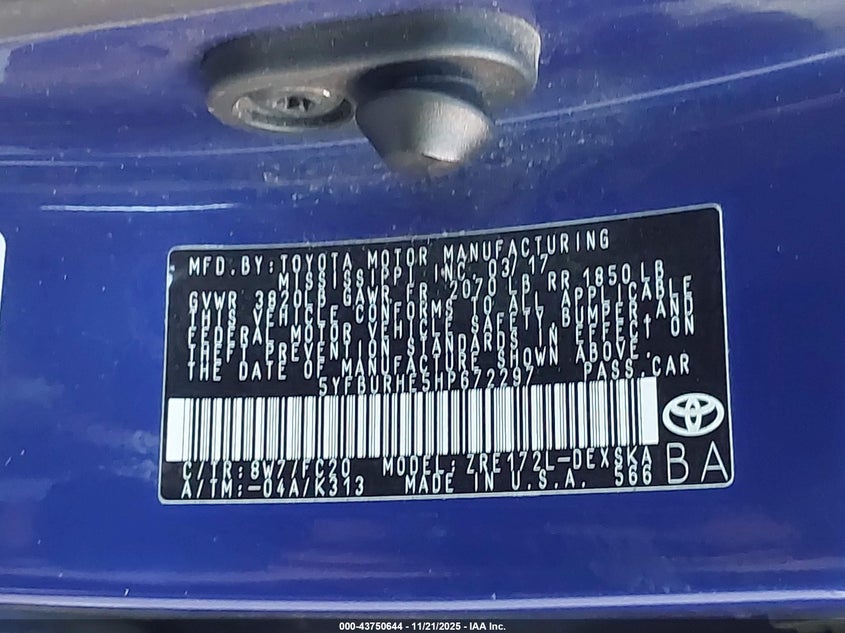 MFD. BY: TOYOTA MOTOR MANUFACTURING
MISSISSIPPI, INC. 03/17
GVWR 3820LB GAWR FR 2070 LB RR 1850 LB
THIS VEHICLE CONFORMS TO ALL APPLICABLE
FEDERAL MOTOR VEHICLE SAFETY, BUMPER, AND
THEFT PREVENTION STANDARDS IN EFFECT ON
THE DATE OF MANUFACTURE SHOWN ABOVE.
5YFBURHE5HP672297 PASS. CAR
C/TR: 8W7/FC20 MODEL: ZRE172L-DEXSKA
A/TM: -04A/K313 MADE IN U.S.A. 566
BA
000-43750644 - 11/21/2025 - IAA Inc.